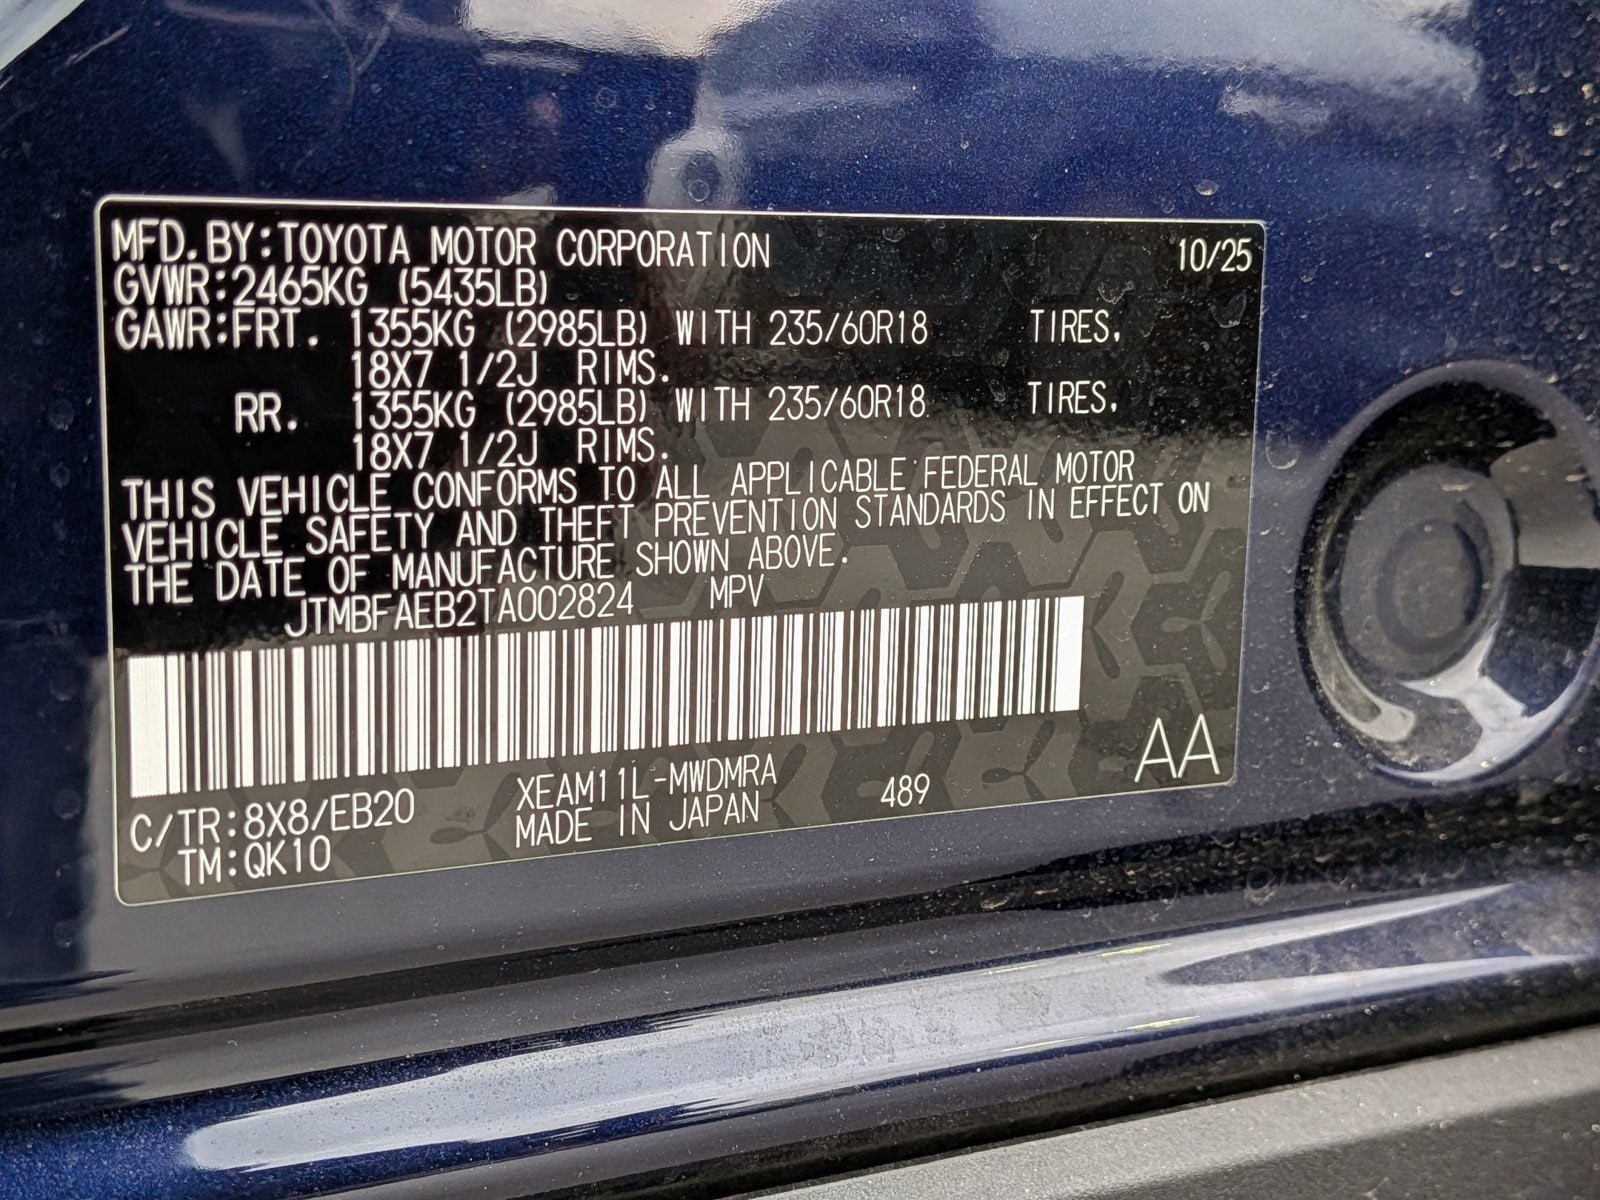 MFD.BY:TOYOTA MOTOR CORPORATION 10/25
GVWR:2465KG (5435LB)
GAWR:FRT. 1355KG (2985LB) WITH 235/60R18 TIRES,
18X7 1/2J RIMS.
RR. 1355KG (2985LB) WITH 235/60R18 TIRES,
18X7 1/2J RIMS.
THIS VEHICLE CONFORMS TO ALL APPLICABLE FEDERAL MOTOR
VEHICLE SAFETY AND THEFT PREVENTION STANDARDS IN EFFECT ON
THE DATE OF MANUFACTURE SHOWN ABOVE.
JTMBFAEB2TA002824 MPV
C/TR:8X8/EB20 XEAM11L-MWDMRA 489 AA
TM:QK10 MADE IN JAPAN